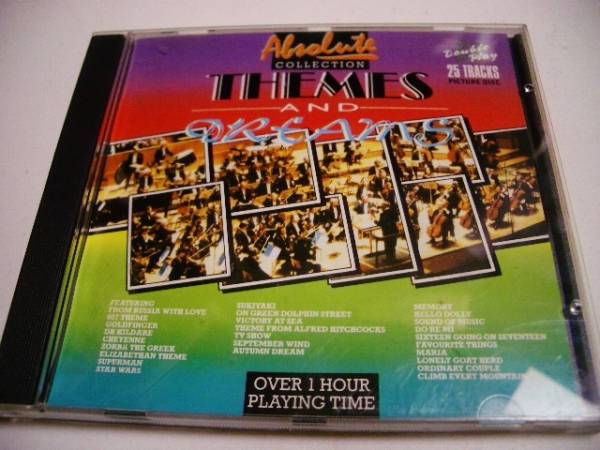 Absolute
COLLECTION
THEMES
AND
DREAMS
Double
Play
25 TRACKS
PICTURE DISC
FEATURING
FROM RUSSIA WITH LOVE
007 THEME
GOLDFINGER
DR KILDARE
CHEYENNE
ZORBA THE GREEK
ELIZABETHAN THEME
SUPERMAN
STAR WARS
SUKIYAKI
ON GREEN DOLPHIN STREET
VICTORY AT SEA
THEME FROM ALFRED HITCHCOCKS
TV SHOW
SEPTEMBER WIND
AUTUMN DREAM
MEMORY
HELLO DOLLY
SOUND OF MUSIC
DO RE MI
SIXTEEN GOING ON SEVENTEEN
FAVOURITE THINGS
MARIA
LONELY GOAT HERD
ORDINARY COUPLE
CLIMB EVERY MOUNTAIN
OVER 1 HOUR
PLAYING TIME